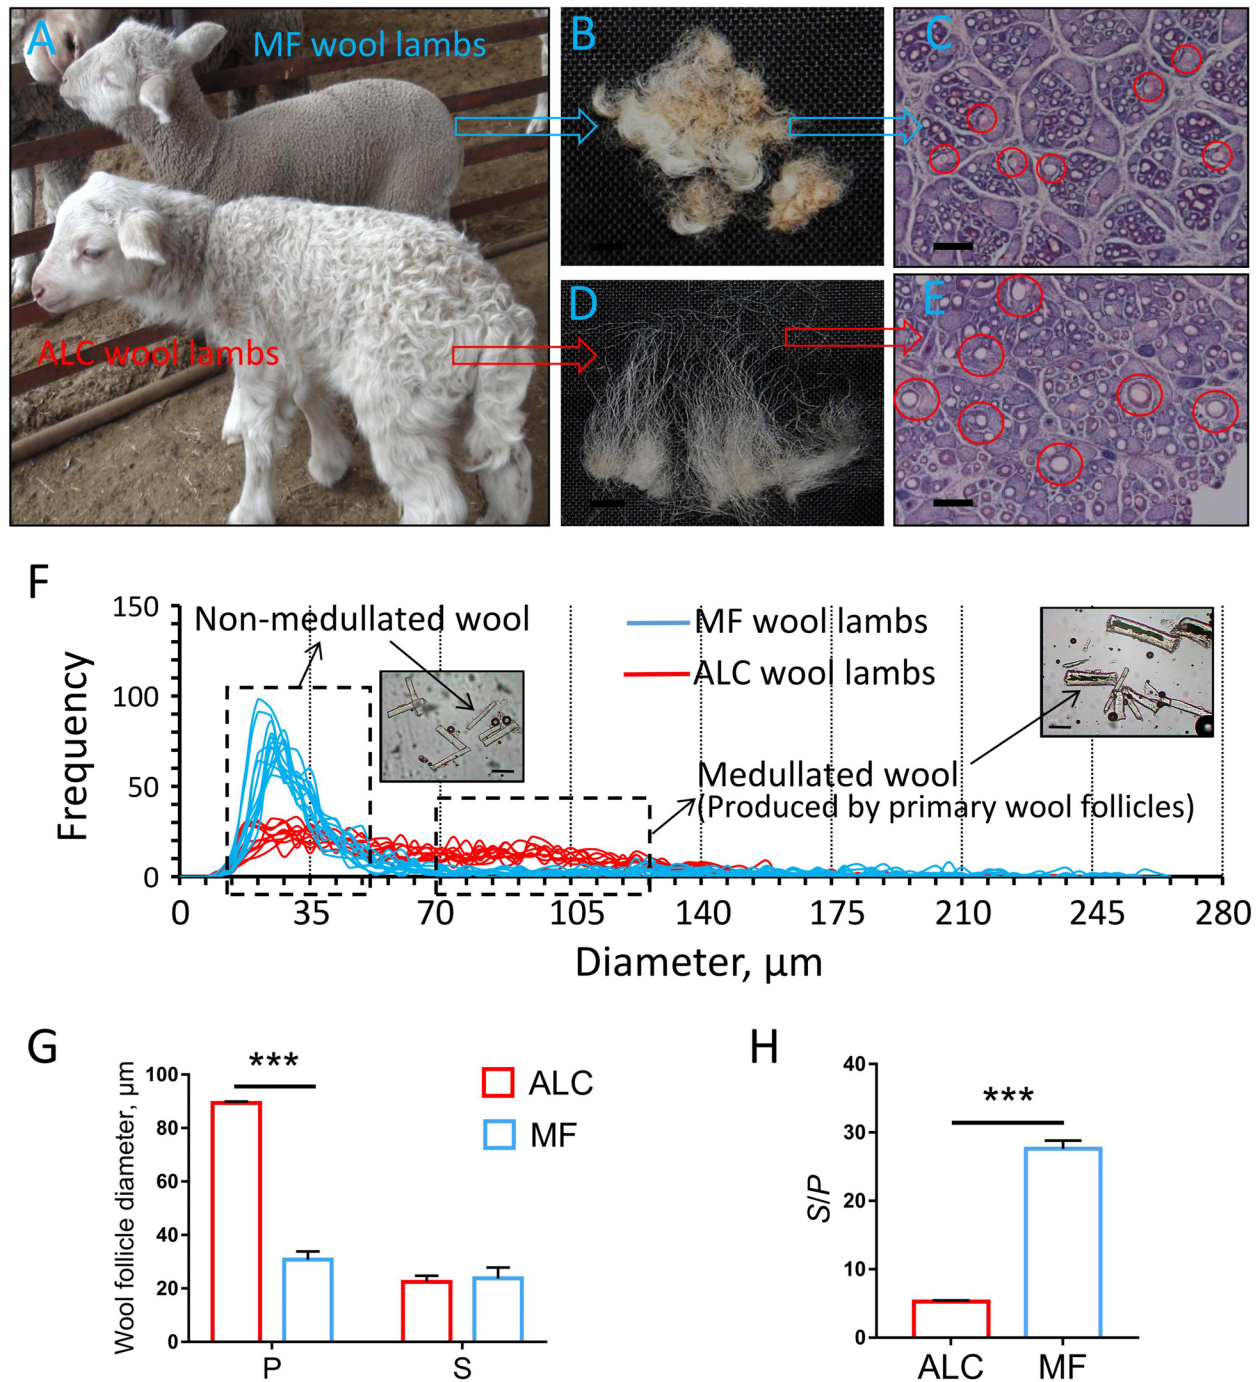 A
MF wool lambs
ALC wool lambs
B
C
D
E
F
Frequency
150
100
50
0
Non-medullated wool
MF wool lambs
ALC wool lambs
Medullated wool
(Produced by primary wool follicles)
0 35 70 105 140 175 210 245 280
Diameter, µm
G
Wool follicle diameter, µm
100
80
60
40
20
0
***
ALC
MF
P S
H
S/P
40
30
20
10
0
***
ALC MF